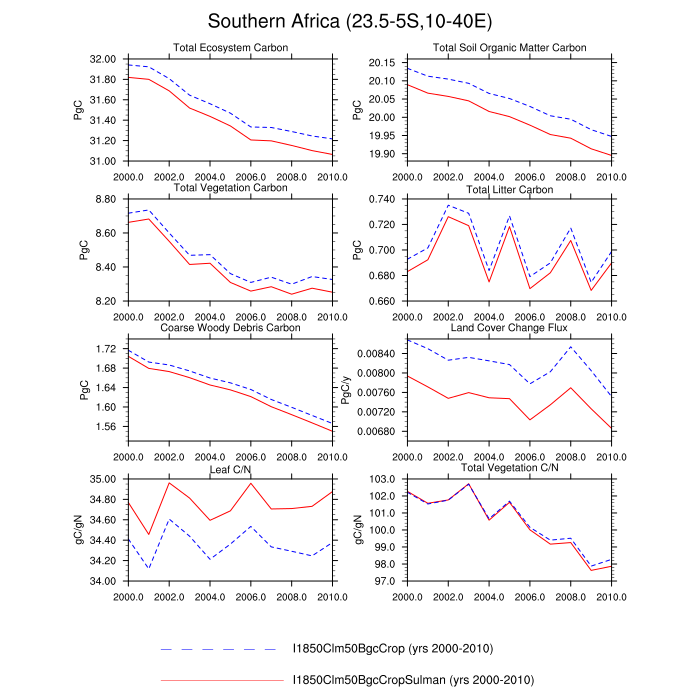 Southern Africa (23.5-5S,10-40E)
Total Ecosystem Carbon
PgC
32.00
31.80
31.60
31.40
31.20
31.00
2000.0 2002.0 2004.0 2006.0 2008.0 2010.0
Total Soil Organic Matter Carbon
PgC
20.15
20.10
20.05
20.00
19.95
19.90
2000.0 2002.0 2004.0 2006.0 2008.0 2010.0
Total Vegetation Carbon
PgC
8.80
8.60
8.40
8.20
2000.0 2002.0 2004.0 2006.0 2008.0 2010.0
Total Litter Carbon
PgC
0.740
0.720
0.700
0.680
0.660
2000.0 2002.0 2004.0 2006.0 2008.0 2010.0
Coarse Woody Debris Carbon
PgC
1.72
1.68
1.64
1.60
1.56
2000.0 2002.0 2004.0 2006.0 2008.0 2010.0
Land Cover Change Flux
PgC/y
0.00840
0.00800
0.00760
0.00720
0.00680
2000.0 2002.0 2004.0 2006.0 2008.0 2010.0
Leaf C/N
gC/gN
35.00
34.80
34.60
34.40
34.20
34.00
2000.0 2002.0 2004.0 2006.0 2008.0 2010.0
Total Vegetation C/N
gC/gN
103.0
102.0
101.0
100.0
99.0
98.0
97.0
2000.0 2002.0 2004.0 2006.0 2008.0 2010.0
I1850Clm50BgcCrop (yrs 2000-2010)
I1850Clm50BgcCropSulman (yrs 2000-2010)